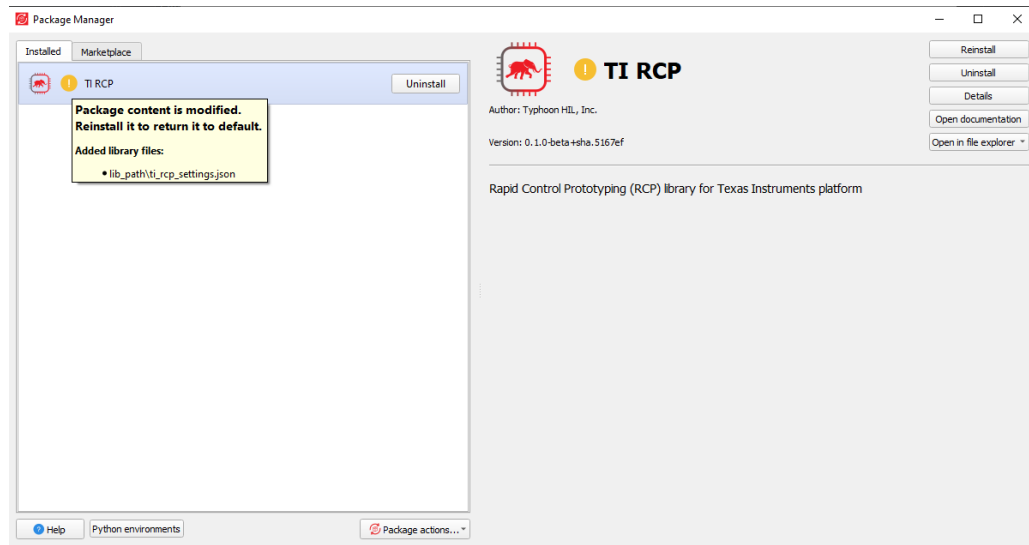 Package Manager
Installed
Marketplace
TI RCP
Uninstall
Package content is modified.
Reinstall it to return it to default.
Added library files:
• lib_path\ti_rcp_settings.json
Help
Python environments
Package actions...
TI RCP
Author: Typhoon HIL, Inc.
Version: 0.1.0-beta+sha.5167ef
Rapid Control Prototyping (RCP) library for Texas Instruments platform
Reinstall
Uninstall
Details
Open documentation
Open in file explorer